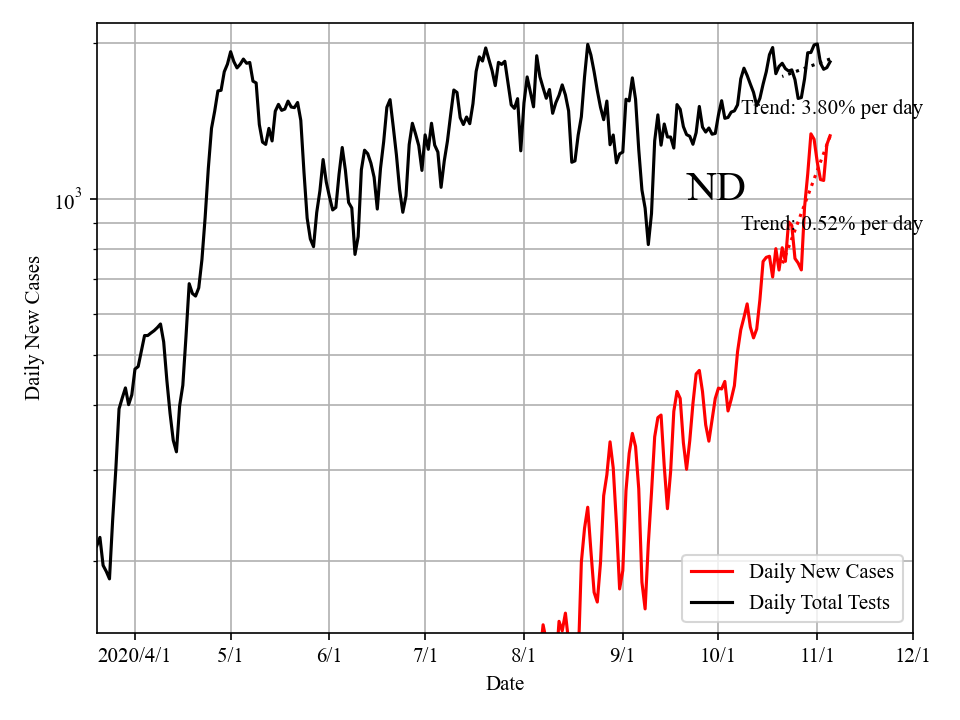 Trend: 3.80% per day
ND
10³
Trend: 0.52% per day
Daily New Cases
Daily New Cases
Daily Total Tests
2020/4/1 5/1 6/1 7/1 8/1 9/1 10/1 11/1 12/1
Date